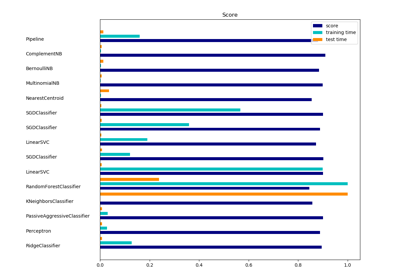 Score
score
training time
test time
Pipeline
ComplementNB
BernoulliNB
MultinomialNB
NearestCentroid
SGDClassifier
SGDClassifier
LinearSVC
SGDClassifier
LinearSVC
RandomForestClassifier
KNeighborsClassifier
PassiveAggressiveClassifier
Perceptron
RidgeClassifier
0.0 0.2 0.4 0.6 0.8 1.0